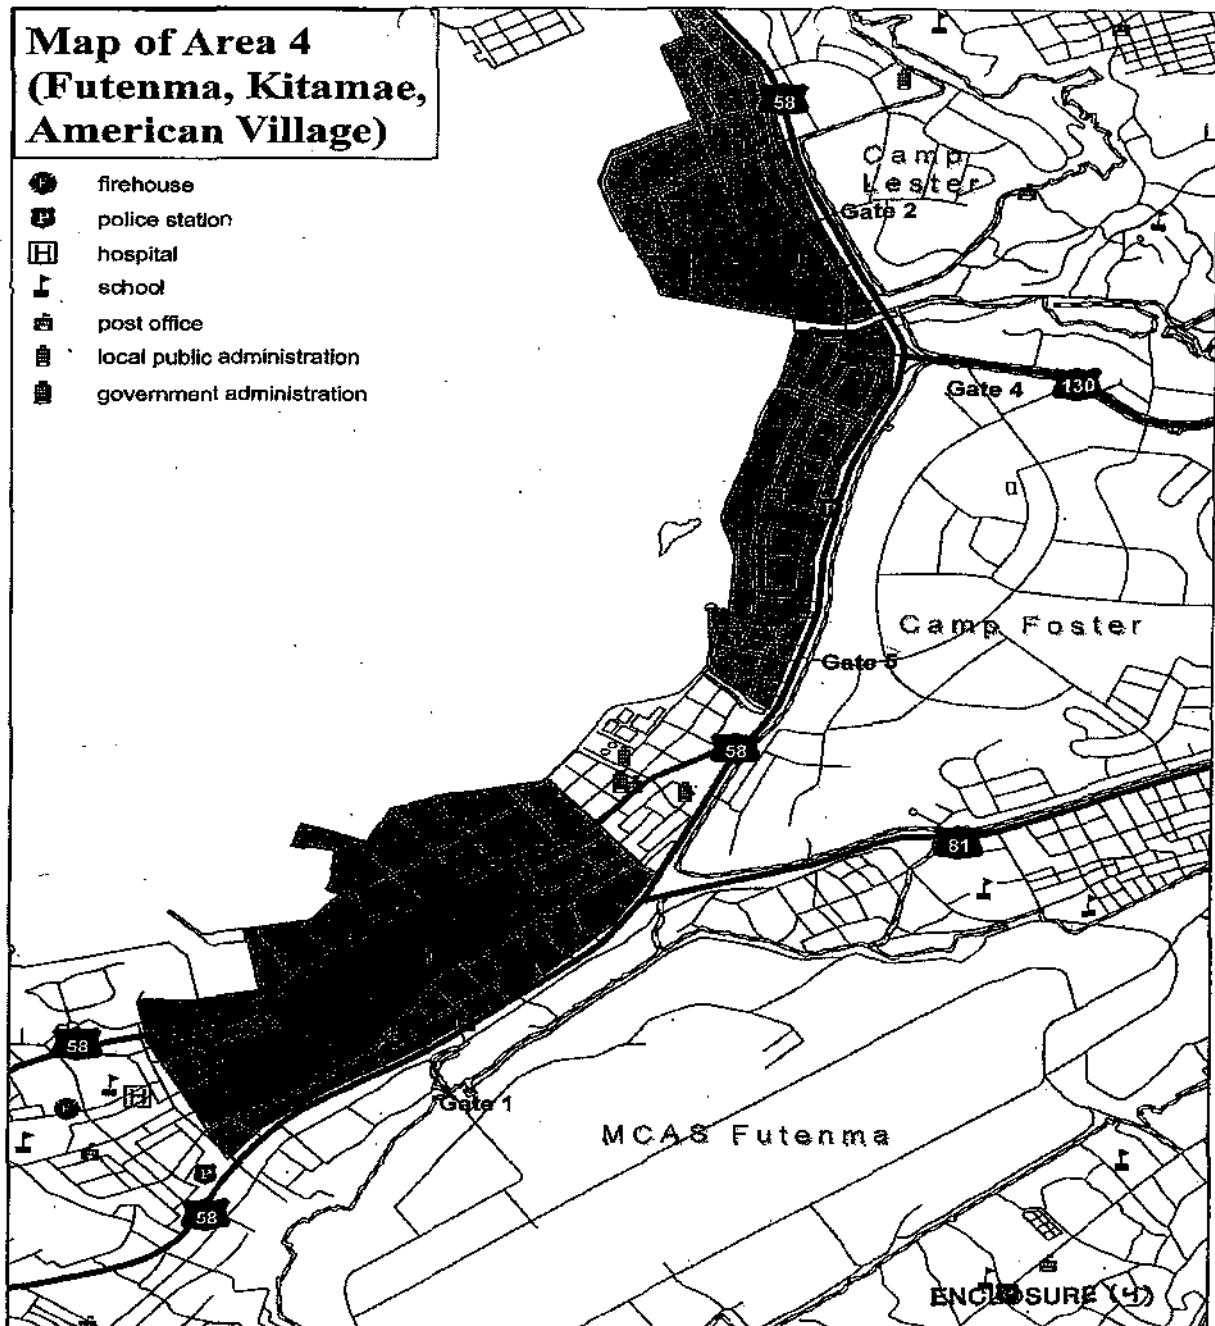 Map of Area 4
(Futenma, Kitamae,
American Village)
firehouse
police station
hospital
school
post office
local public administration
government administration
58
Camp
Lester
Gate 2
Gate 4
130
Camp Foster
Gate 5
58
81
58
Gate 1
MCAS Futenma
58
ENCLOSURE (4)